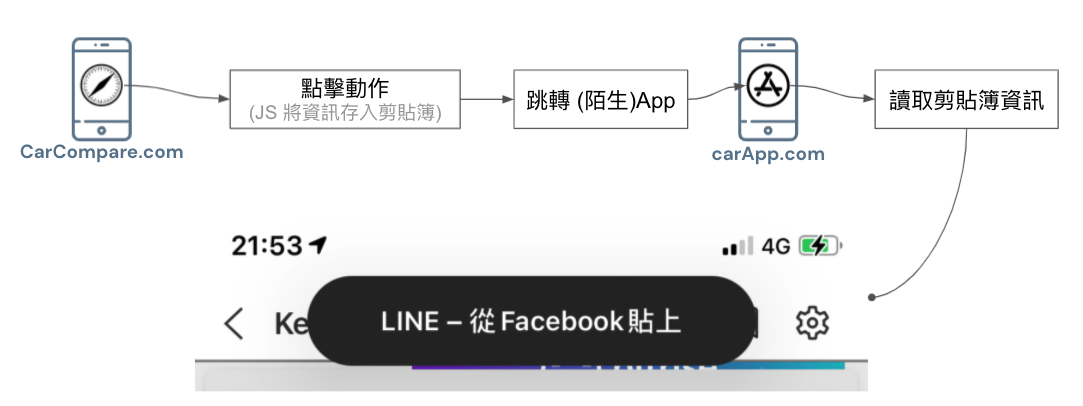 點擊動作
(JS 將資訊存入剪貼簿)
跳轉 (陌生)App
讀取剪貼簿資訊
CarCompare.com
carApp.com
21:53
4G
Ke
LINE – 從 Facebook 貼上